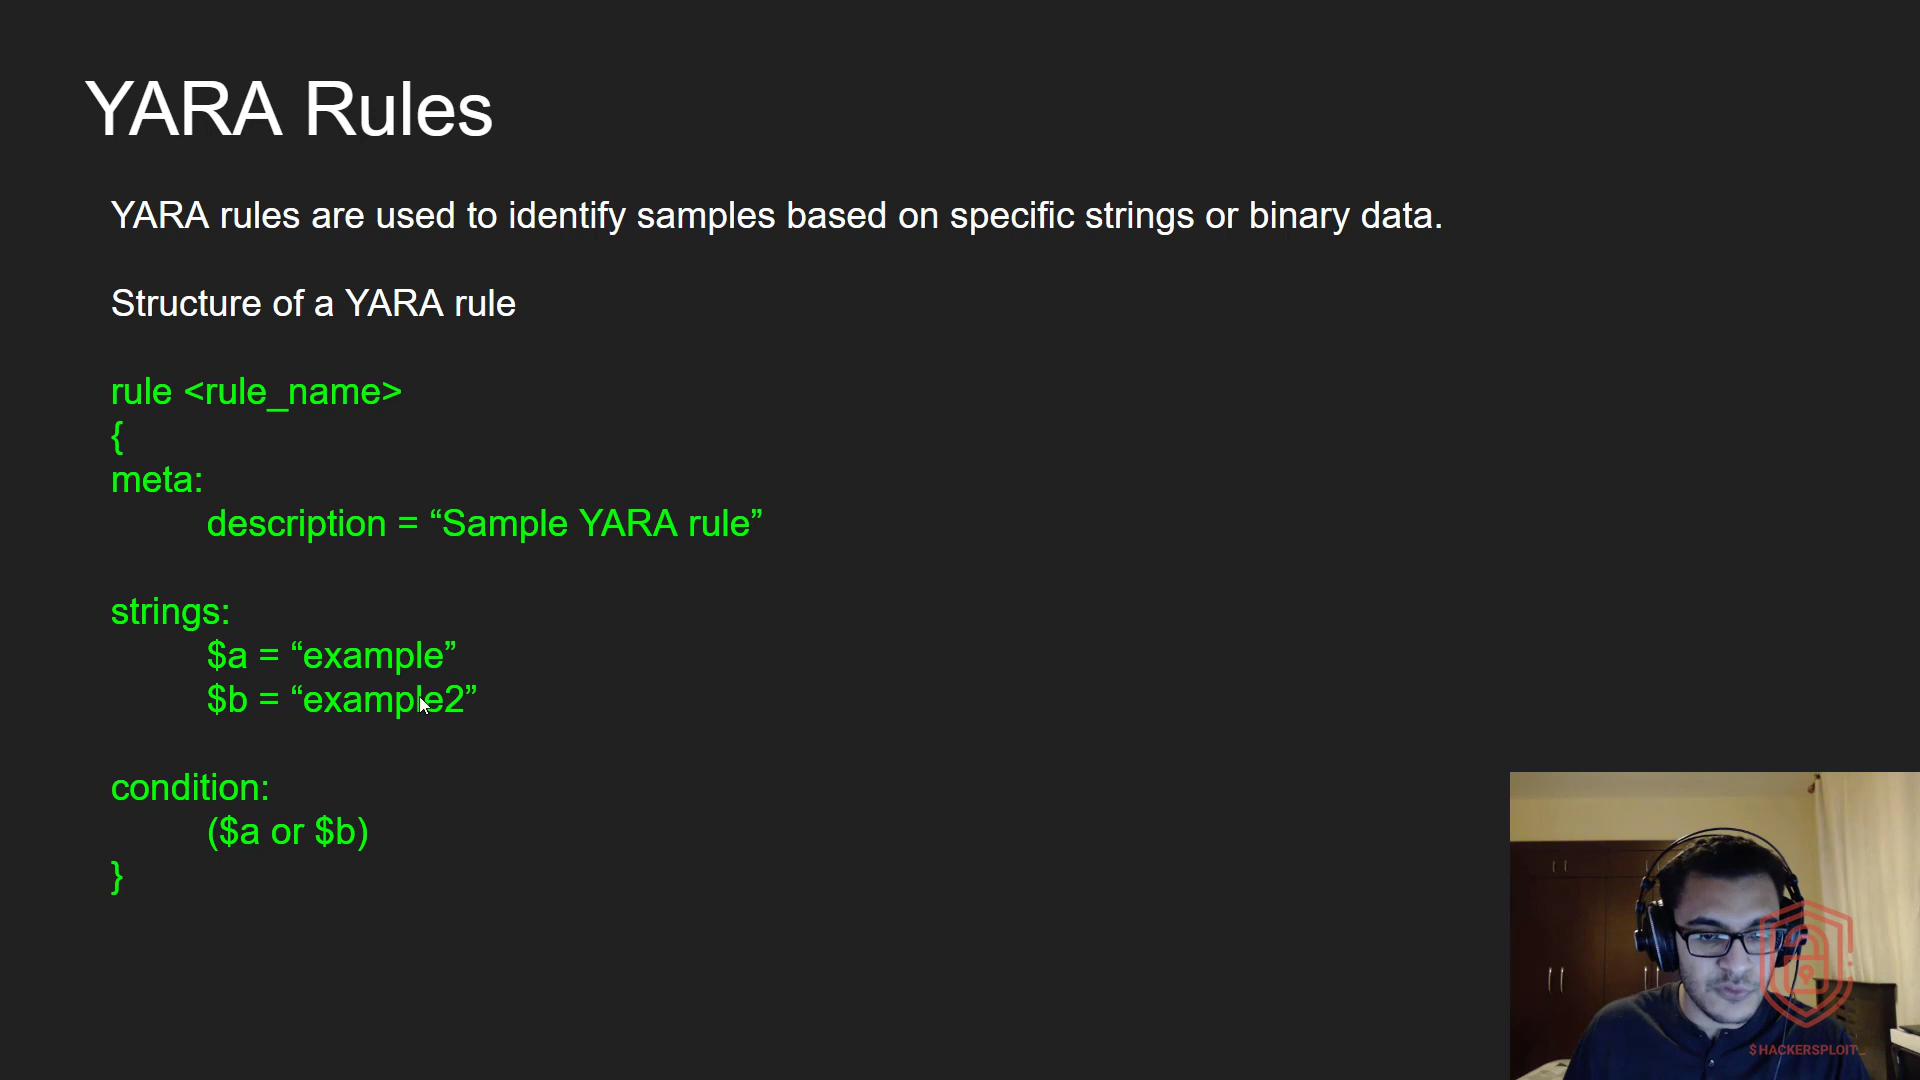 YARA Rules
YARA rules are used to identify samples based on specific strings or binary data.
Structure of a YARA rule
rule <rule_name>
{
meta:
description = “Sample YARA rule”
strings:
$a = “example”
$b = “example2”
condition:
($a or $b)
}
$HACKERSPLOIT_